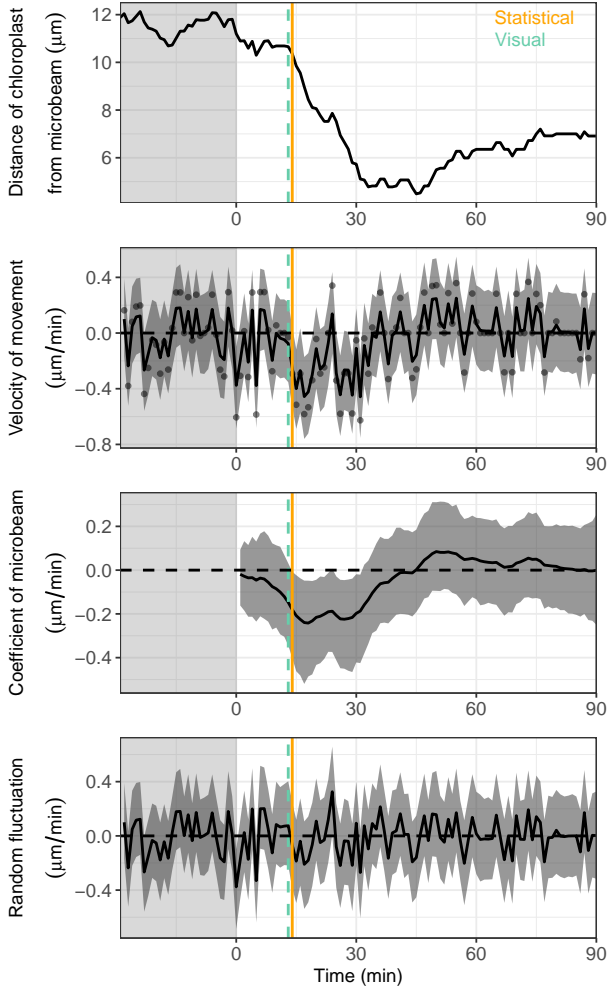 Distance of chloroplast
from microbeam (μm)
12
10
8
6
Statistical
Visual
0 30 60 90
Velocity of movement
(μm/min)
0.4
0.0
−0.4
−0.8
0 30 60 90
Coefficient of microbeam
(μm/min)
0.2
0.0
−0.2
−0.4
0 30 60 90
Random fluctuation
(μm/min)
0.4
0.0
−0.4
0 30 60 90
Time (min)